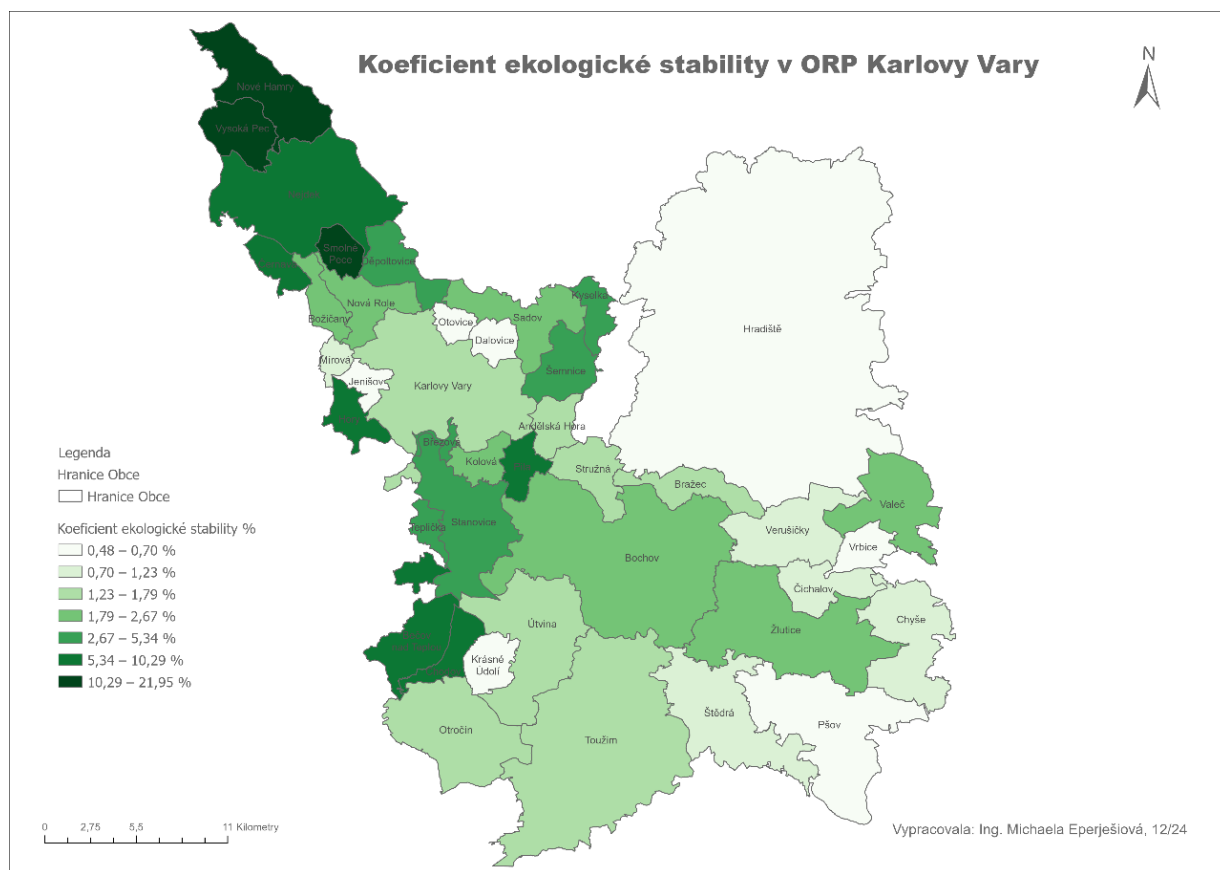 Koeficient ekologické stability v ORP Karlovy Vary
N
Nové Hamry
Vysoká Pec
Smolné
Pece
Děpoltovice
Nová Role
Božičany
Otovice
Dalovice
Sadov
Kyselka
Hradiště
Mírová
Jenišov
Karlovy Vary
Šemnice
Andělská Hora
Březová
Kolová
Stružná
Bražec
Valeč
Teplička
Stanovice
Bochov
Verušičky
Vrbice
Čichalov
Chyše
Útvina
Žlutice
Krásné
Údolí
Štědrá
Pšov
Otročín
Toužim
Legenda
Hranice Obce
Hranice Obce
Koeficient ekologické stability %
0,48 – 0,70 %
0,70 – 1,23 %
1,23 – 1,79 %
1,79 – 2,67 %
2,67 – 5,34 %
5,34 – 10,29 %
10,29 – 21,95 %
0 2,75 5,5 11 Kilometry
Vypracovala: Ing. Michaela Eperješiová, 12/24